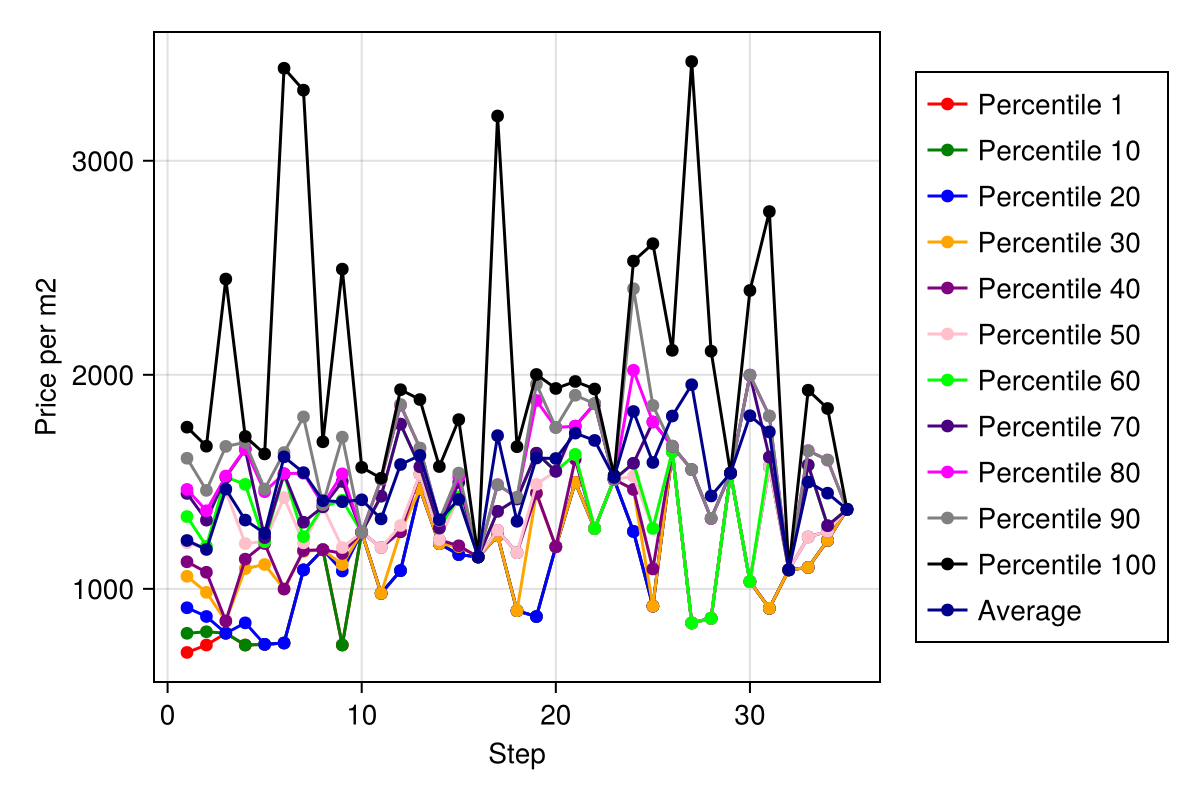 3000
2000
1000
Price per m2
0
10
20
30
Step
Percentile 1
Percentile 10
Percentile 20
Percentile 30
Percentile 40
Percentile 50
Percentile 60
Percentile 70
Percentile 80
Percentile 90
Percentile 100
Average